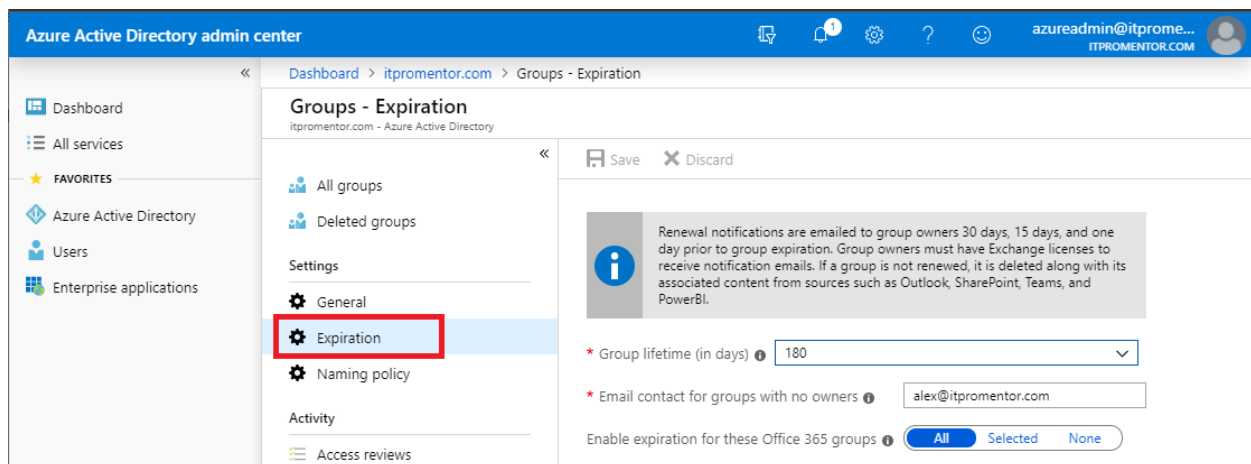 Azure Active Directory admin center
1
?
azureadmin@itprome...
ITPROMENTOR.COM
«
Dashboard > itpromentor.com > Groups - Expiration
Dashboard
All services
FAVORITES
Azure Active Directory
Users
Enterprise applications
Groups - Expiration
itpromentor.com - Azure Active Directory
«
All groups
Deleted groups
Settings
General
Expiration
Naming policy
Activity
Access reviews
Save
Discard
Renewal notifications are emailed to group owners 30 days, 15 days, and one
day prior to group expiration. Group owners must have Exchange licenses to
receive notification emails. If a group is not renewed, it is deleted along with its
associated content from sources such as Outlook, SharePoint, Teams, and
PowerBI.
* Group lifetime (in days) 180
* Email contact for groups with no owners alex@itpromentor.com
Enable expiration for these Office 365 groups All Selected None